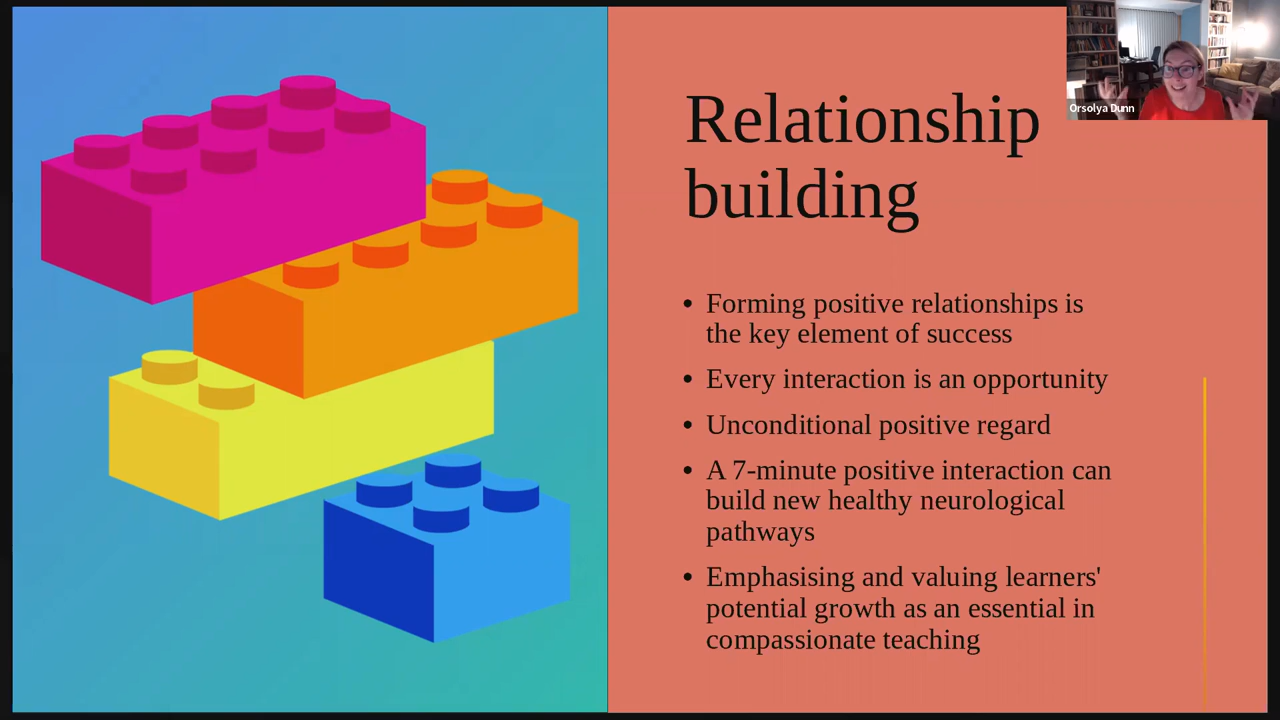 Orsolya Dunn
Relationship
building
• Forming positive relationships is
the key element of success
• Every interaction is an opportunity
• Unconditional positive regard
• A 7-minute positive interaction can
build new healthy neurological
pathways
• Emphasising and valuing learners'
potential growth as an essential in
compassionate teaching